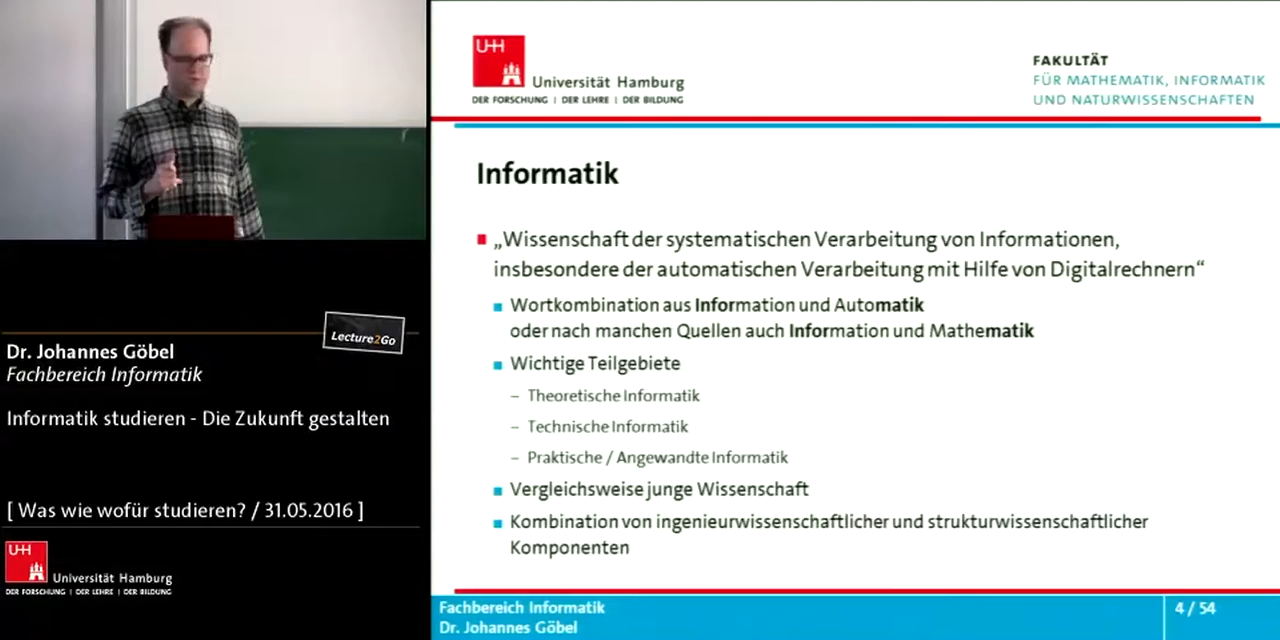 Lecture2Go
Dr. Johannes Göbel
Fachbereich Informatik
Informatik studieren - Die Zukunft gestalten
[ Was wie wofür studieren? / 31.05.2016 ]
UH
Universität Hamburg
DER FORSCHUNG | DER LEHRE | DER BILDUNG
UH
Universität Hamburg
DER FORSCHUNG | DER LEHRE | DER BILDUNG
FAKULTÄT
FÜR MATHEMATIK, INFORMATIK
UND NATURWISSENSCHAFTEN
Informatik
„Wissenschaft der systematischen Verarbeitung von Informationen,
insbesondere der automatischen Verarbeitung mit Hilfe von Digitalrechnern“
Wortkombination aus Information und Automatik
oder nach manchen Quellen auch Information und Mathematik
Wichtige Teilgebiete
– Theoretische Informatik
– Technische Informatik
– Praktische / Angewandte Informatik
Vergleichsweise junge Wissenschaft
Kombination von ingenieurwissenschaftlicher und strukturwissenschaftlicher
Komponenten
Fachbereich Informatik
Dr. Johannes Göbel
4 / 54